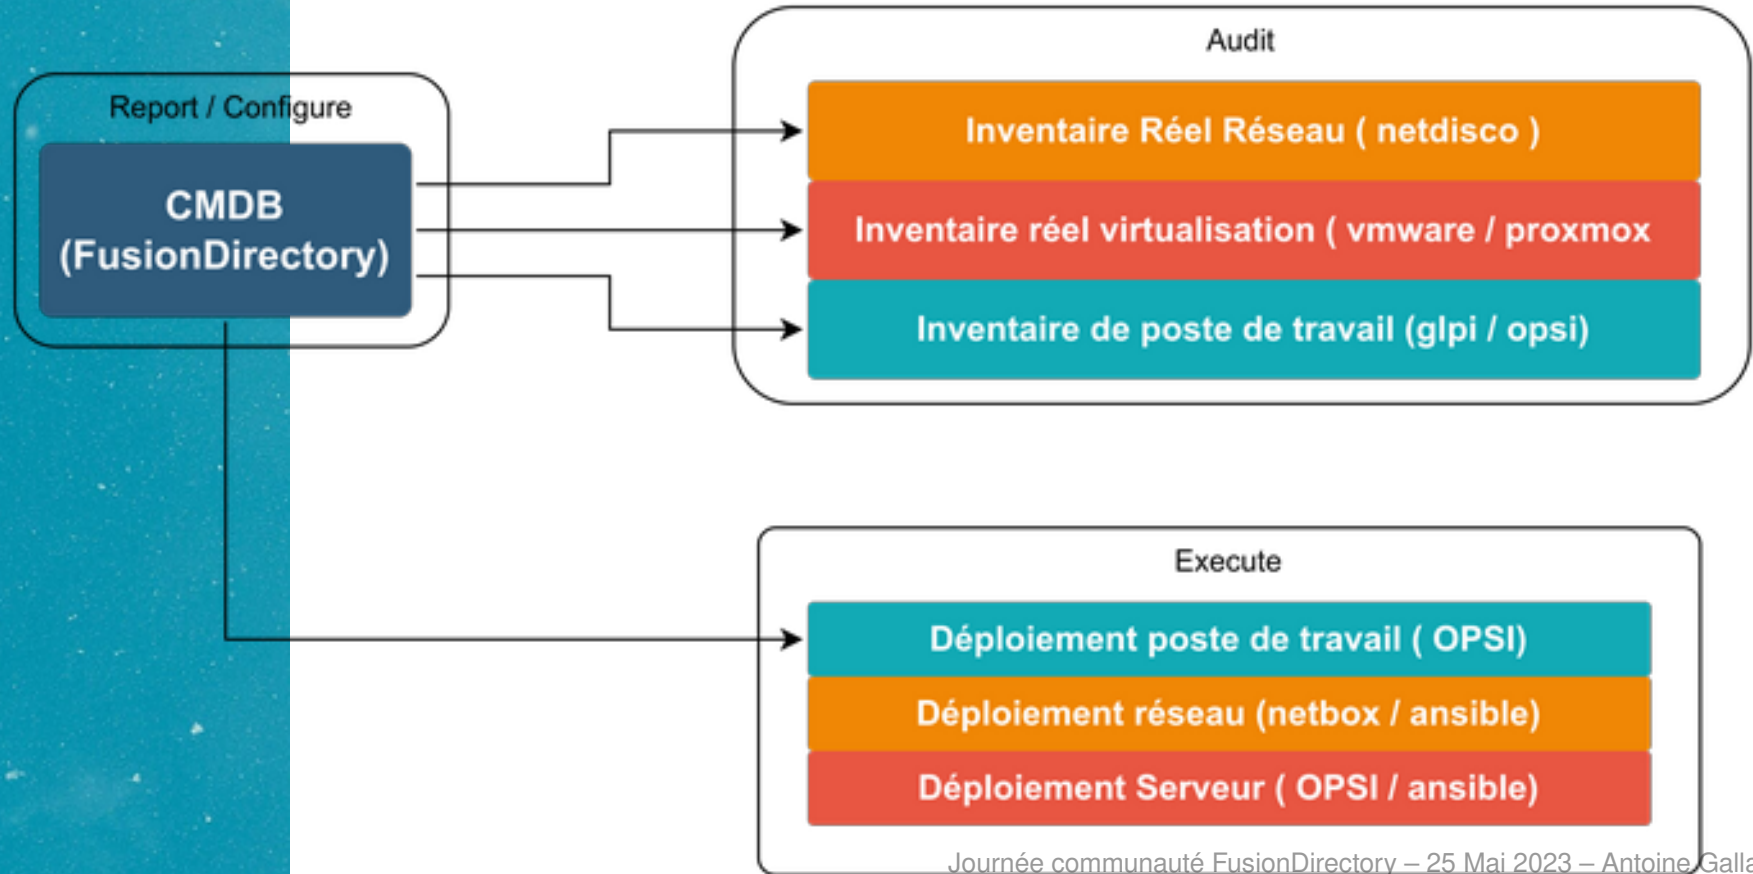 Report / Configure
CMDB
(FusionDirectory)
Audit
Inventaire Réel Réseau ( netdisco )
Inventaire réel virtualisation ( vmware / proxmox
Inventaire de poste de travail (glpi / opsi)
Execute
Déploiement poste de travail ( OPSI)
Déploiement réseau (netbox / ansible)
Déploiement Serveur ( OPSI / ansible)
Journée communauté FusionDirectory – 25 Mai 2023 – Antoine